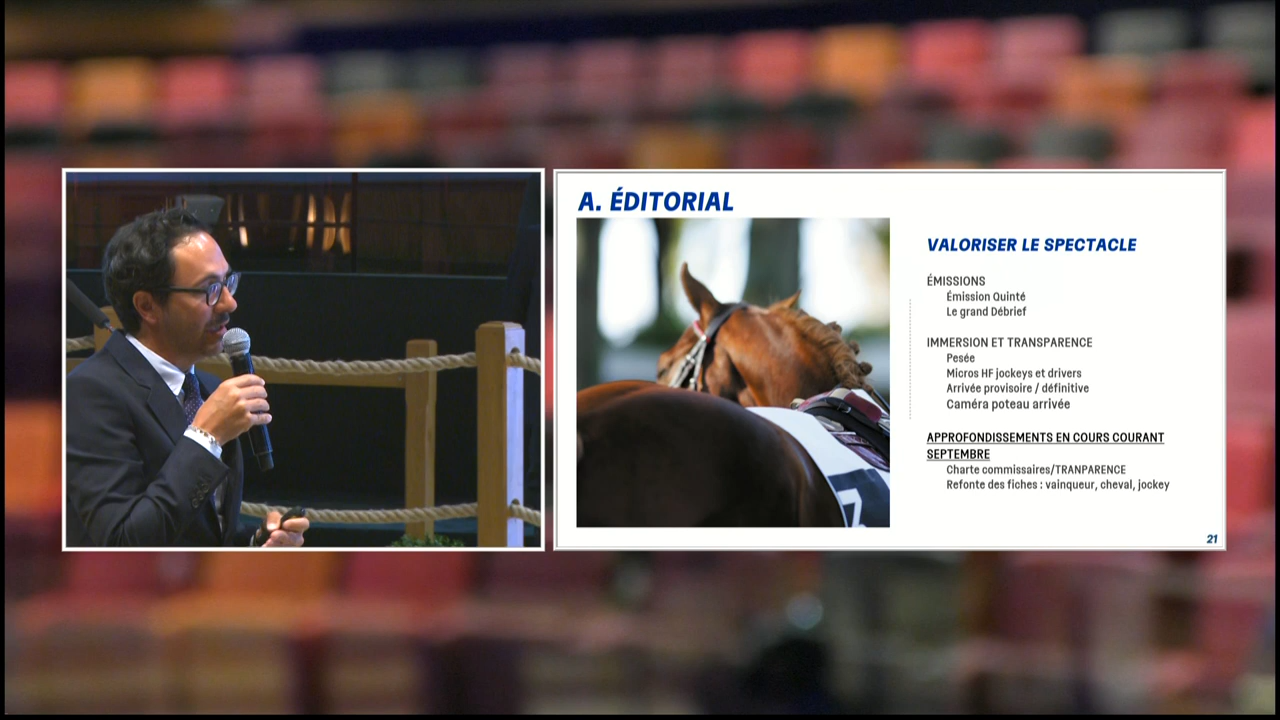 A. ÉDITORIAL
VALORISER LE SPECTACLE
ÉMISSIONS
Émission Quinté
Le grand Débrief
IMMERSION ET TRANSPARENCE
Pesée
Micros HF jockeys et drivers
Arrivée provisoire / définitive
Caméra poteau arrivée
APPROFONDISSEMENTS EN COURS COURANT
SEPTEMBRE
Charte commissaires/TRANPARENCE
Refonte des fiches : vainqueur, cheval, jockey
7
21